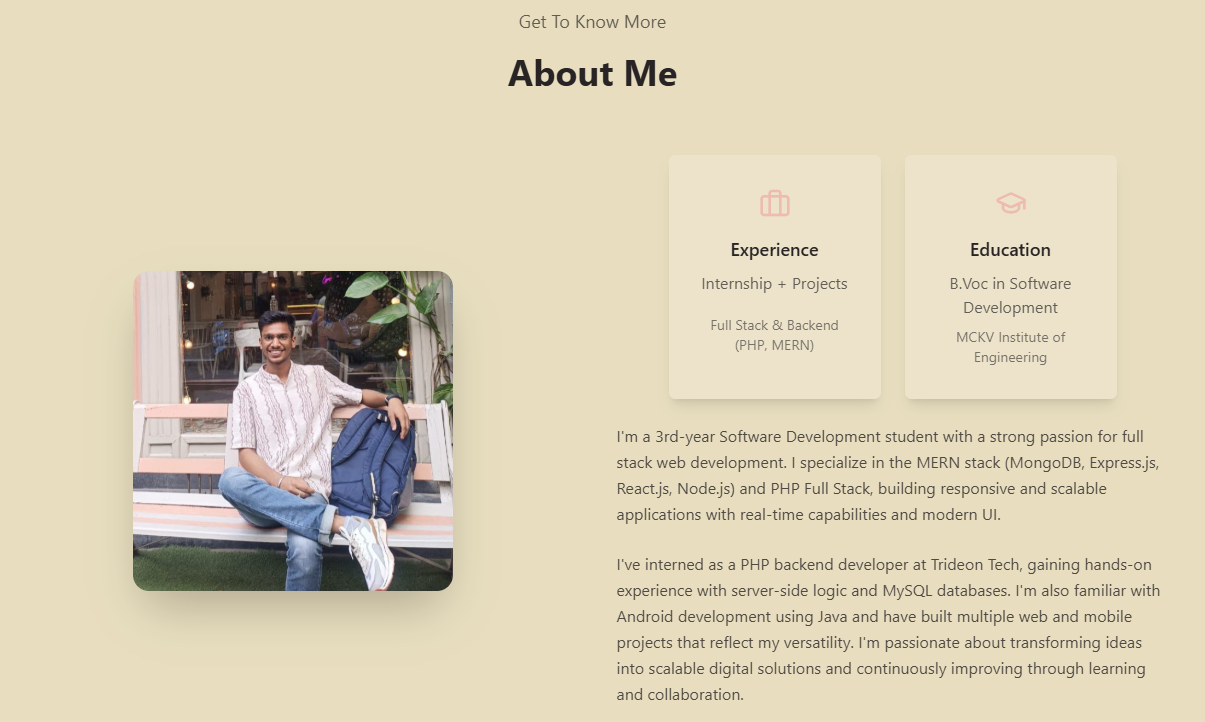 Get To Know More
About Me
Experience
Internship + Projects
Full Stack & Backend
(PHP, MERN)
Education
B.Voc in Software
Development
MCKV Institute of
Engineering
I'm a 3rd-year Software Development student with a strong passion for full
stack web development. I specialize in the MERN stack (MongoDB, Express.js,
React.js, Node.js) and PHP Full Stack, building responsive and scalable
applications with real-time capabilities and modern UI.
I've interned as a PHP backend developer at Trideon Tech, gaining hands-on
experience with server-side logic and MySQL databases. I'm also familiar with
Android development using Java and have built multiple web and mobile
projects that reflect my versatility. I'm passionate about transforming ideas
into scalable digital solutions and continuously improving through learning
and collaboration.